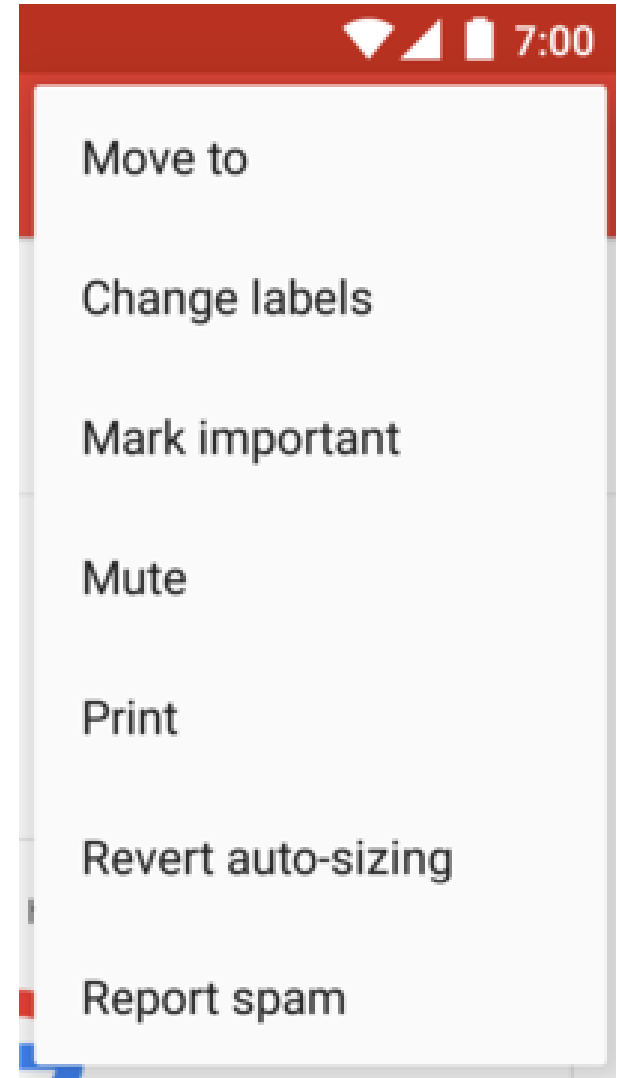 7:00
Move to
Change labels
Mark important
Mute
Print
Revert auto-sizing
Report spam